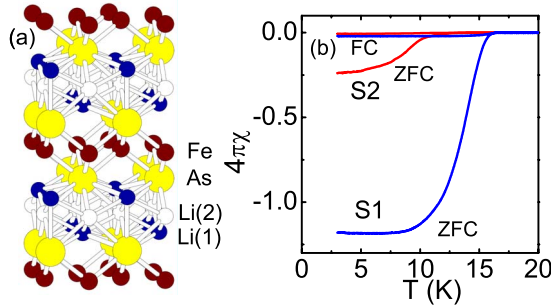 (a)
Fe
As
Li(2)
Li(1)
(b)
0.0
-0.5
-1.0
4πχ
FC
ZFC
S2
S1
ZFC
0
5
10
15
20
T (K)